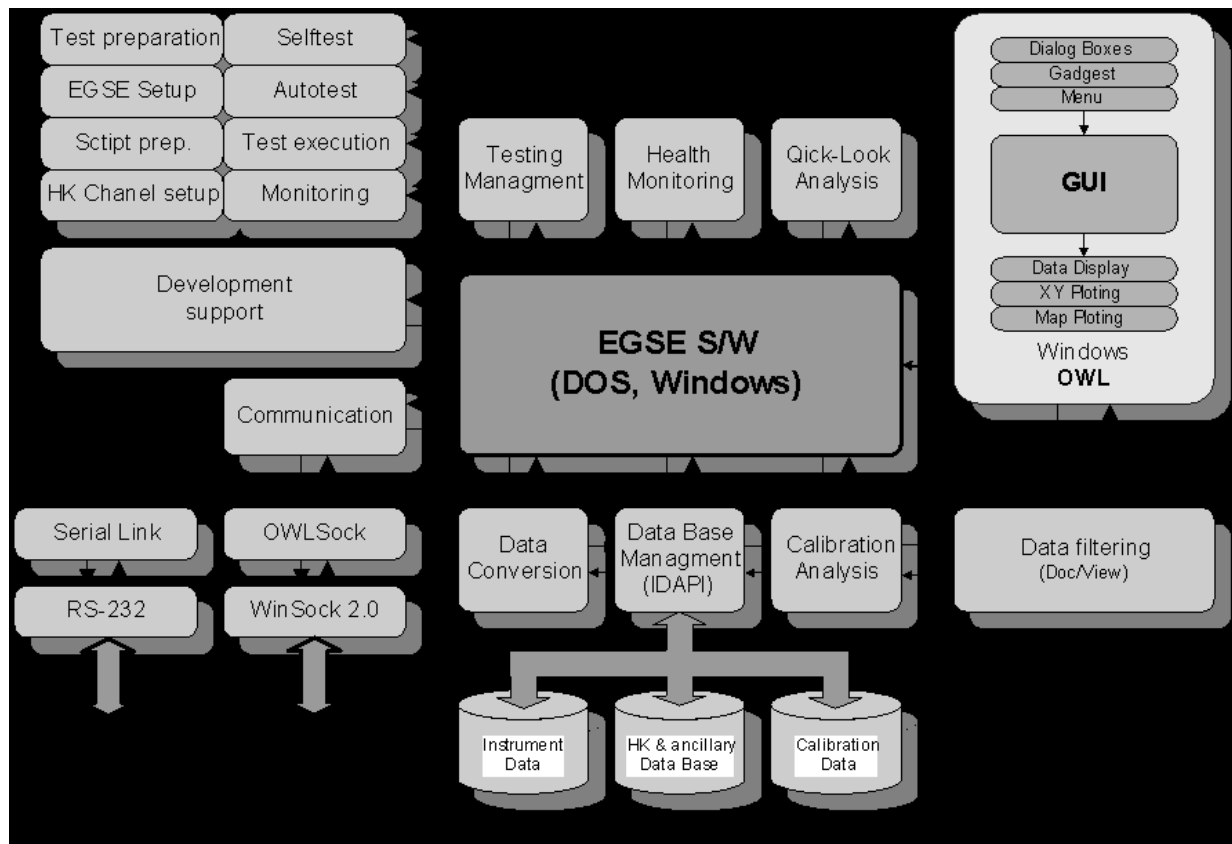 Test preparation
Selftest
EGSE Setup
Autotest
Sctipt prep.
Test execution
HK Chanel setup
Monitoring
Development
support
Communication
Serial Link
OWLSock
RS-232
WinSock 2.0
Testing
Managment
Health
Monitoring
Qick-Look
Analysis
EGSE S/W
(DOS, Windows)
Data
Conversion
Data Base
Managment
(IDAPI)
Calibration
Analysis
Instrument
Data
HK & ancillary
Data Base
Calibration
Data
Dialog Boxes
Gadgest
Menu
GUI
Data Display
XY Ploting
Map Ploting
Windows
OWL
Data filtering
(Doc/View)